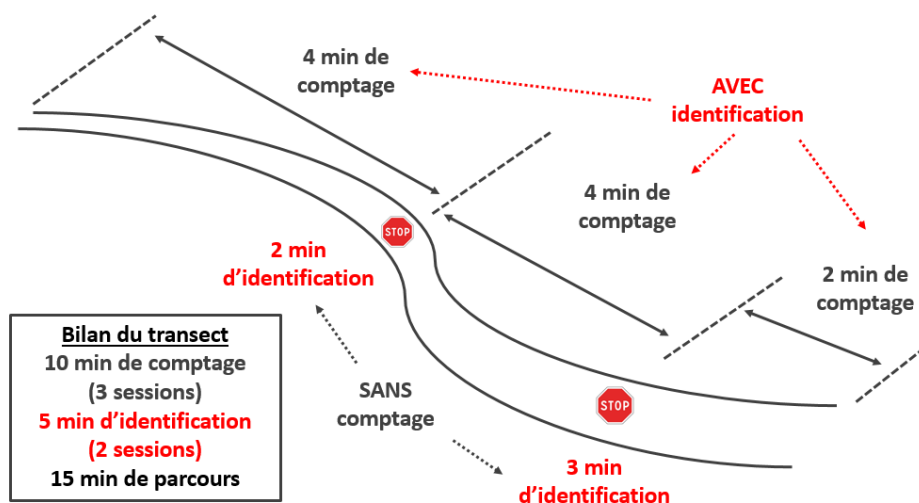 4 min de
comptage
AVEC
identification
4 min de
comptage
STOP
2 min
d'identification
2 min de
comptage
Bilan du transect
10 min de comptage
(3 sessions)
5 min d'identification
(2 sessions)
15 min de parcours
SANS
comptage
STOP
3 min
d'identification